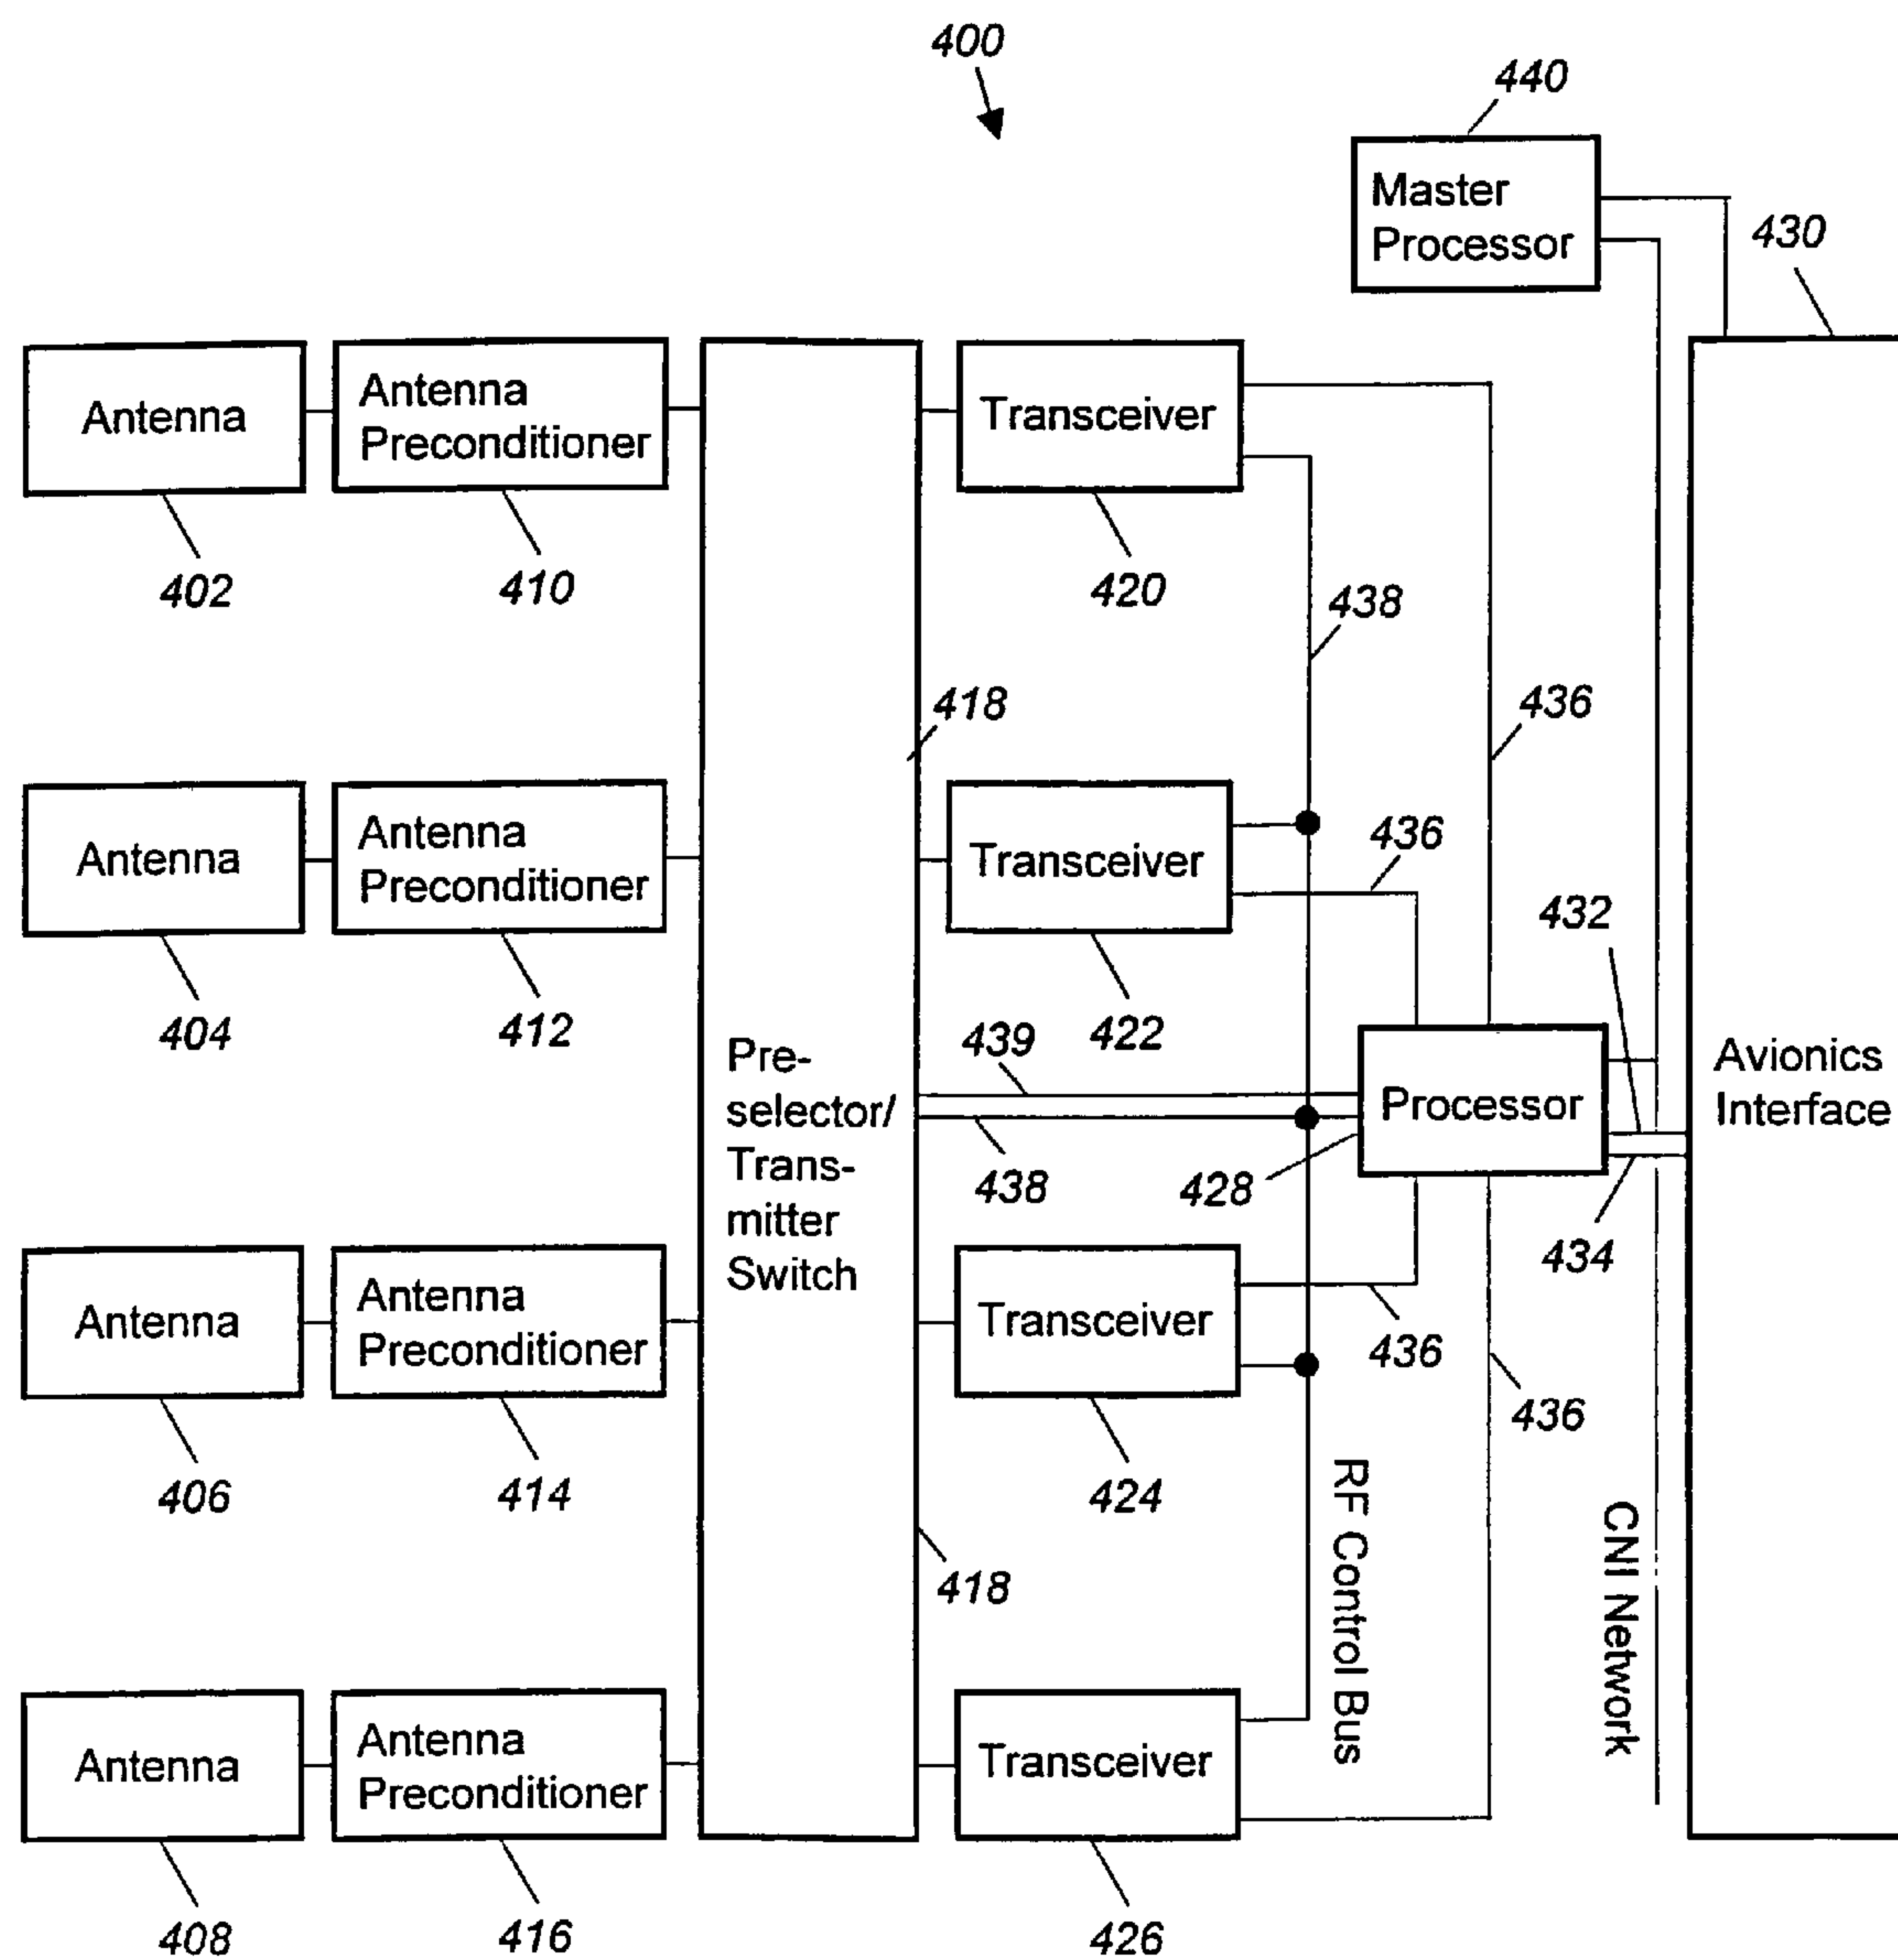 400
440
Master
Processor
430
Antenna
Antenna
Preconditioner
Transceiver
402
410
420
438
418
436
Antenna
Antenna
Preconditioner
Transceiver
436
432
404
412
422
439
Pre-
selector/
Trans-
mitter
Switch
Processor
Avionics
Interface
438
428
434
Antenna
Antenna
Preconditioner
Transceiver
436
436
406
414
424
418
RF Control Bus
CNI Network
Antenna
Antenna
Preconditioner
Transceiver
408
416
426